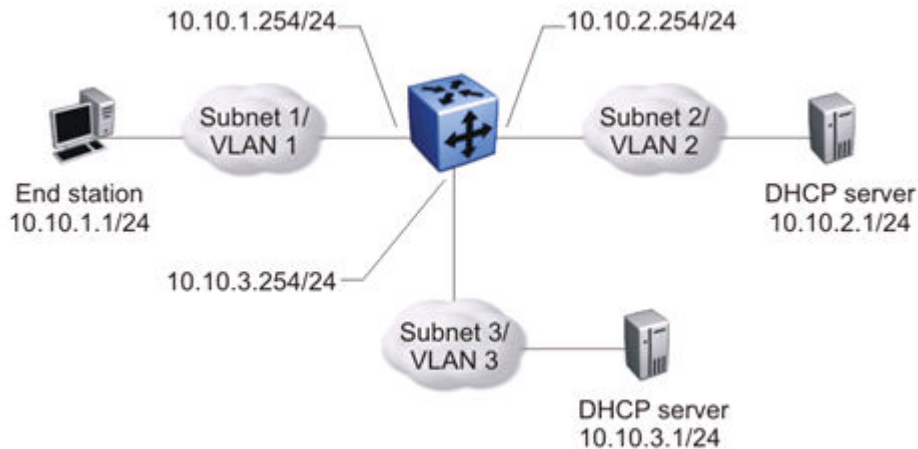 10.10.1.254/24
10.10.2.254/24
Subnet 1/
VLAN 1
Subnet 2/
VLAN 2
End station
10.10.1.1/24
DHCP server
10.10.2.1/24
10.10.3.254/24
Subnet 3/
VLAN 3
DHCP server
10.10.3.1/24